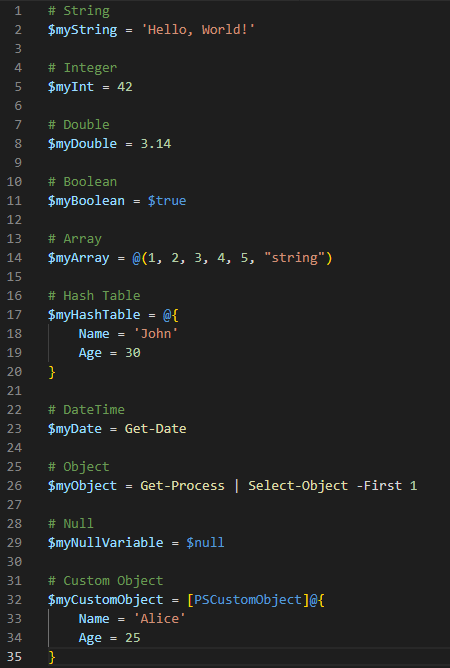 1 # String
2 $myString = 'Hello, World!'
3
4 # Integer
5 $myInt = 42
6
7 # Double
8 $myDouble = 3.14
9
10 # Boolean
11 $myBoolean = $true
12
13 # Array
14 $myArray = @(1, 2, 3, 4, 5, "string")
15
16 # Hash Table
17 $myHashTable = @{
18     Name = 'John'
19     Age = 30
20 }
21
22 # DateTime
23 $myDate = Get-Date
24
25 # Object
26 $myObject = Get-Process | Select-Object -First 1
27
28 # Null
29 $myNullVariable = $null
30
31 # Custom Object
32 $myCustomObject = [PSCustomObject]@{
33     Name = 'Alice'
34     Age = 25
35 }